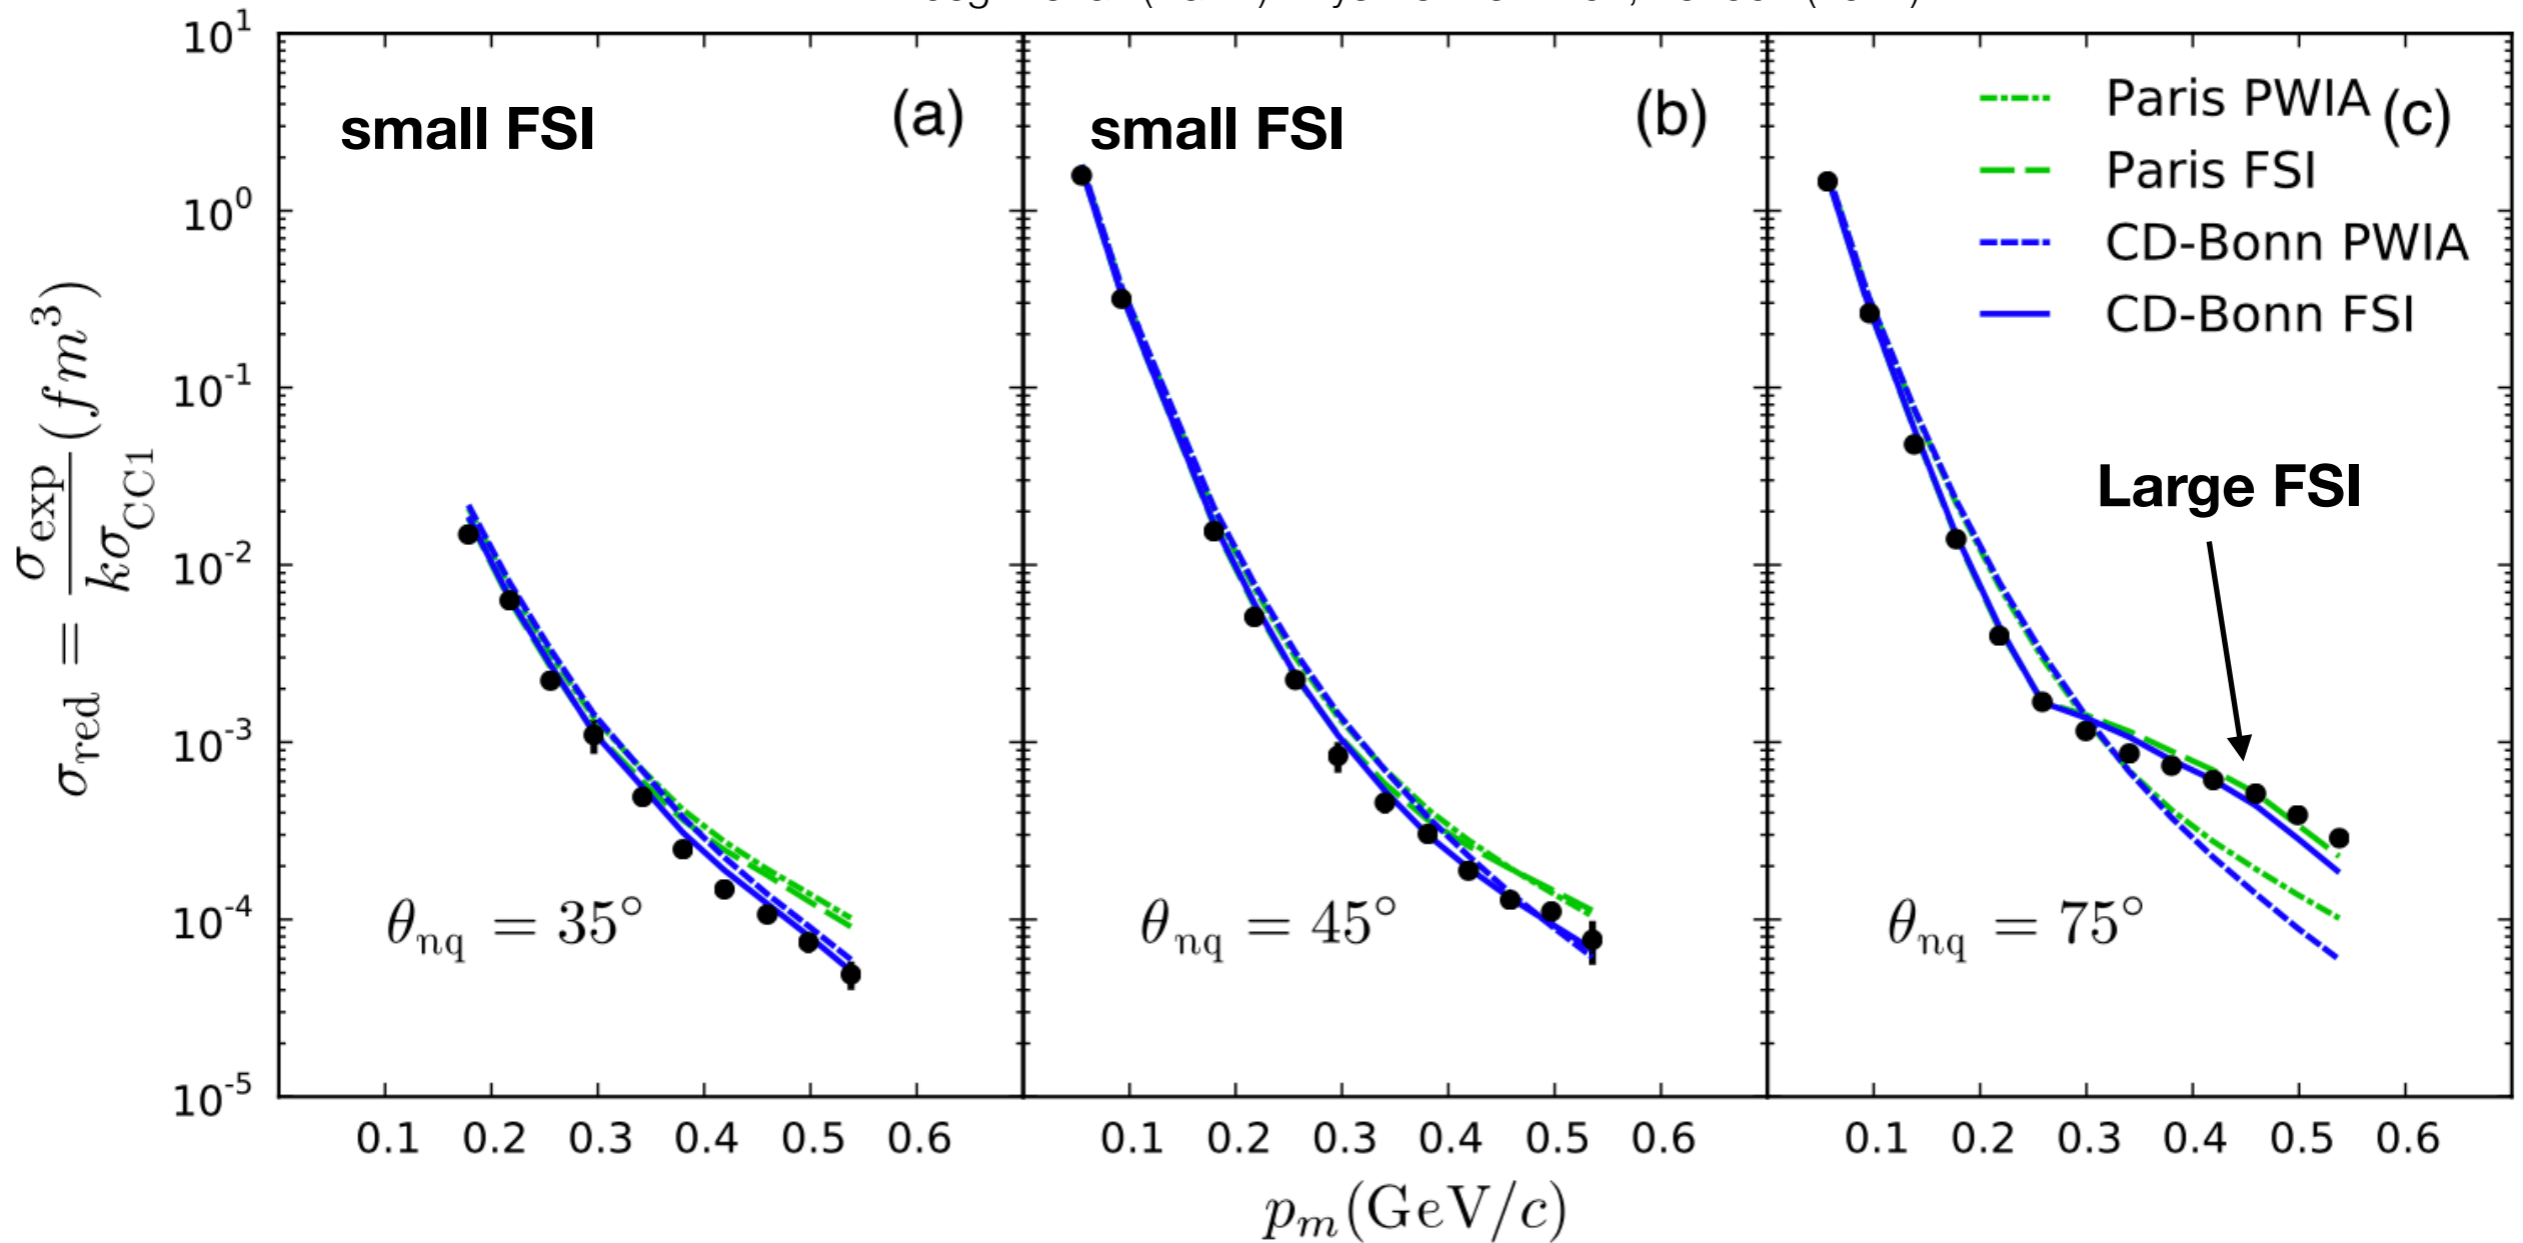 10^1
10^0
10^-1
10^-2
10^-3
10^-4
10^-5
σ_red = σ_exp / kσ_CC1 (fm^3)
small FSI
(a)
θ_nq = 35°
0.1 0.2 0.3 0.4 0.5 0.6
small FSI
(b)
θ_nq = 45°
0.1 0.2 0.3 0.4 0.5 0.6
Paris PWIA
(c)
Paris FSI
CD-Bonn PWIA
CD-Bonn FSI
Large FSI
θ_nq = 75°
0.1 0.2 0.3 0.4 0.5 0.6
p_m(GeV/c)